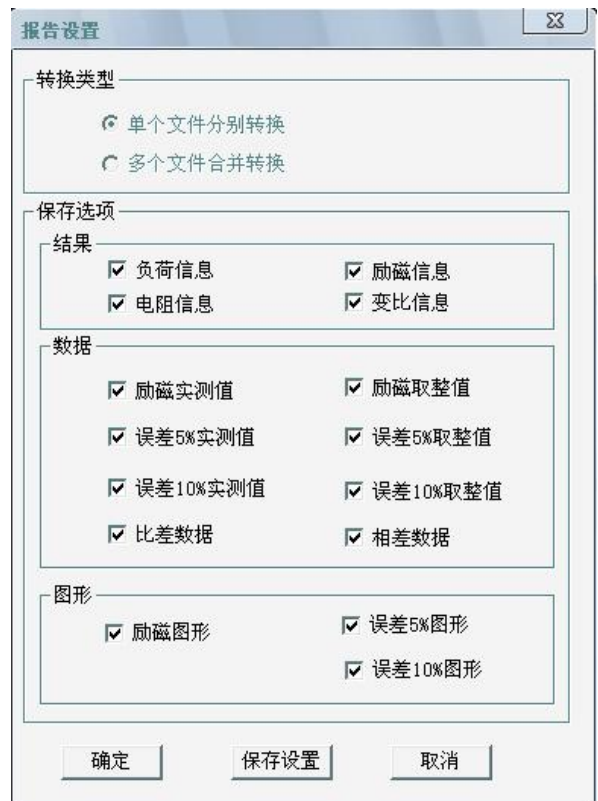 报告设置
转换类型
单个文件分别转换
多个文件合并转换
保存选项
结果
负荷信息 励磁信息
电阻信息 变比信息
数据
励磁实测值 励磁取整值
误差5%实测值 误差5%取整值
误差10%实测值 误差10%取整值
比差数据 相差数据
图形
励磁图形 误差5%图形
误差10%图形
确定 保存设置 取消